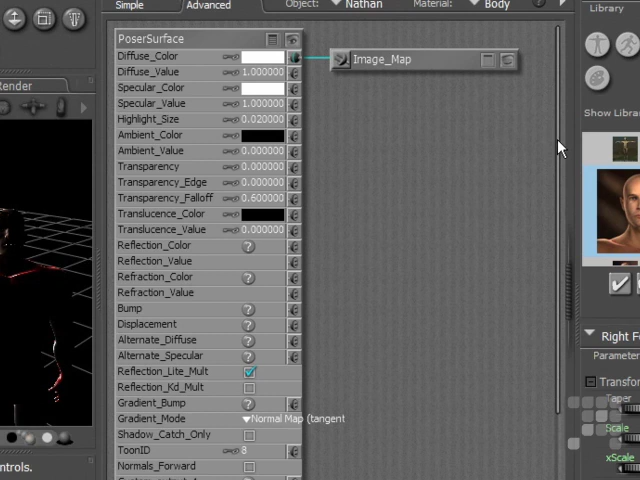 Simple
Advanced
Object:
Nathan
Material:
Body
Library
PoserSurface
Diffuse_Color
Image_Map
Diffuse_Value
1.000000
Specular_Color
Render
Specular_Value
1.000000
Show Librar
Highlight_Size
0.020000
Ambient_Color
Ambient_Value
0.000000
Transparency
0.000000
Transparency_Edge
0.000000
Transparency_Falloff
0.600000
Translucence_Color
Translucence_Value
0.000000
Reflection_Color
?
Reflection_Value
Refraction_Color
?
Refraction_Value
Bump
?
Displacement
?
Alternate_Diffuse
?
Right Fo
Alternate_Specular
?
Parameter
Reflection_Lite_Mult
Transfor
Reflection_Kd_Mult
Taper
Gradient_Bump
?
Gradient_Mode
Normal Map (tangent
Scale
Shadow_Catch_Only
ToonID
8
xScale
Normals_Forward
ntrols.